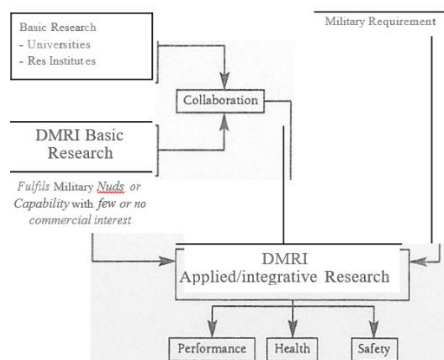 Basic Research
- Universities
- Res Institutes
Military Requirement
Collaboration
DMRI Basic
Research
Fulfils Military Nuds or
Capability with few or no
commercial interest
DMRI
Applied/integrative Research
Performance
Health
Safety